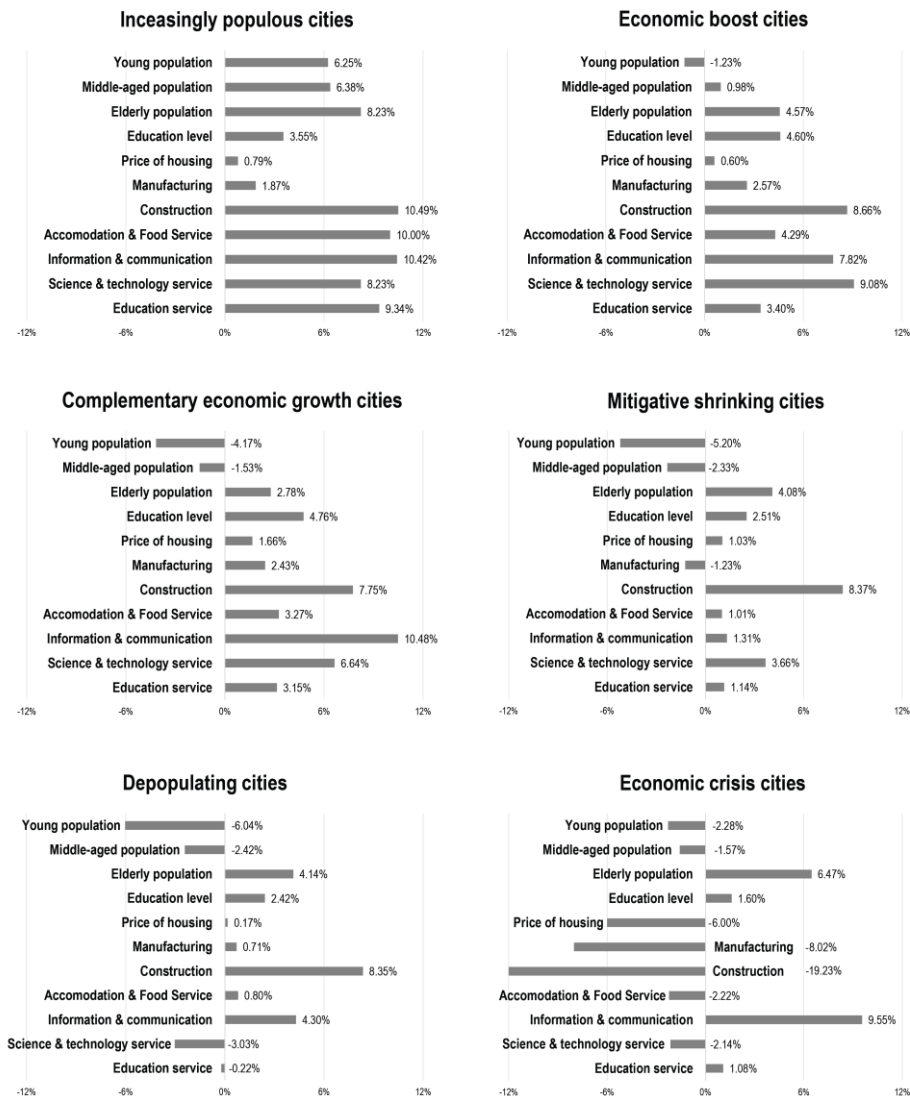 Inceasingly populous cities
Young population 6.25%
Middle-aged population 6.38%
Elderly population 8.23%
Education level 3.55%
Price of housing 0.79%
Manufacturing 1.87%
Construction 10.49%
Accomodation & Food Service 10.00%
Information & communication 10.42%
Science & technology service 8.23%
Education service 9.34%
-12% -6% 0% 6% 12%
Economic boost cities
Young population -1.23%
Middle-aged population 0.98%
Elderly population 4.57%
Education level 4.60%
Price of housing 0.60%
Manufacturing 2.57%
Construction 8.66%
Accomodation & Food Service 4.29%
Information & communication 7.82%
Science & technology service 9.08%
Education service 3.40%
-12% -6% 0% 6% 12%
Complementary economic growth cities
Young population -4.17%
Middle-aged population -1.53%
Elderly population 2.78%
Education level 4.76%
Price of housing 1.66%
Manufacturing 2.43%
Construction 7.75%
Accomodation & Food Service 3.27%
Information & communication 10.48%
Science & technology service 6.64%
Education service 3.15%
-12% -6% 0% 6% 12%
Mitigative shrinking cities
Young population -5.20%
Middle-aged population -2.33%
Elderly population 4.08%
Education level 2.51%
Price of housing 1.03%
Manufacturing -1.23%
Construction 8.37%
Accomodation & Food Service 1.01%
Information & communication 1.31%
Science & technology service 3.66%
Education service 1.14%
-12% -6% 0% 6% 12%
Depopulating cities
Young population -6.04%
Middle-aged population -2.42%
Elderly population 4.14%
Education level 2.42%
Price of housing 0.17%
Manufacturing 0.71%
Construction 8.35%
Accomodation & Food Service 0.80%
Information & communication 4.30%
Science & technology service -3.03%
Education service -0.22%
-12% -6% 0% 6% 12%
Economic crisis cities
Young population -2.28%
Middle-aged population -1.57%
Elderly population 6.47%
Education level 1.60%
Price of housing -6.00%
Manufacturing -8.02%
Construction -19.23%
Accomodation & Food Service -2.22%
Information & communication 9.55%
Science & technology service -2.14%
Education service 1.08%
-12% -6% 0% 6% 12%